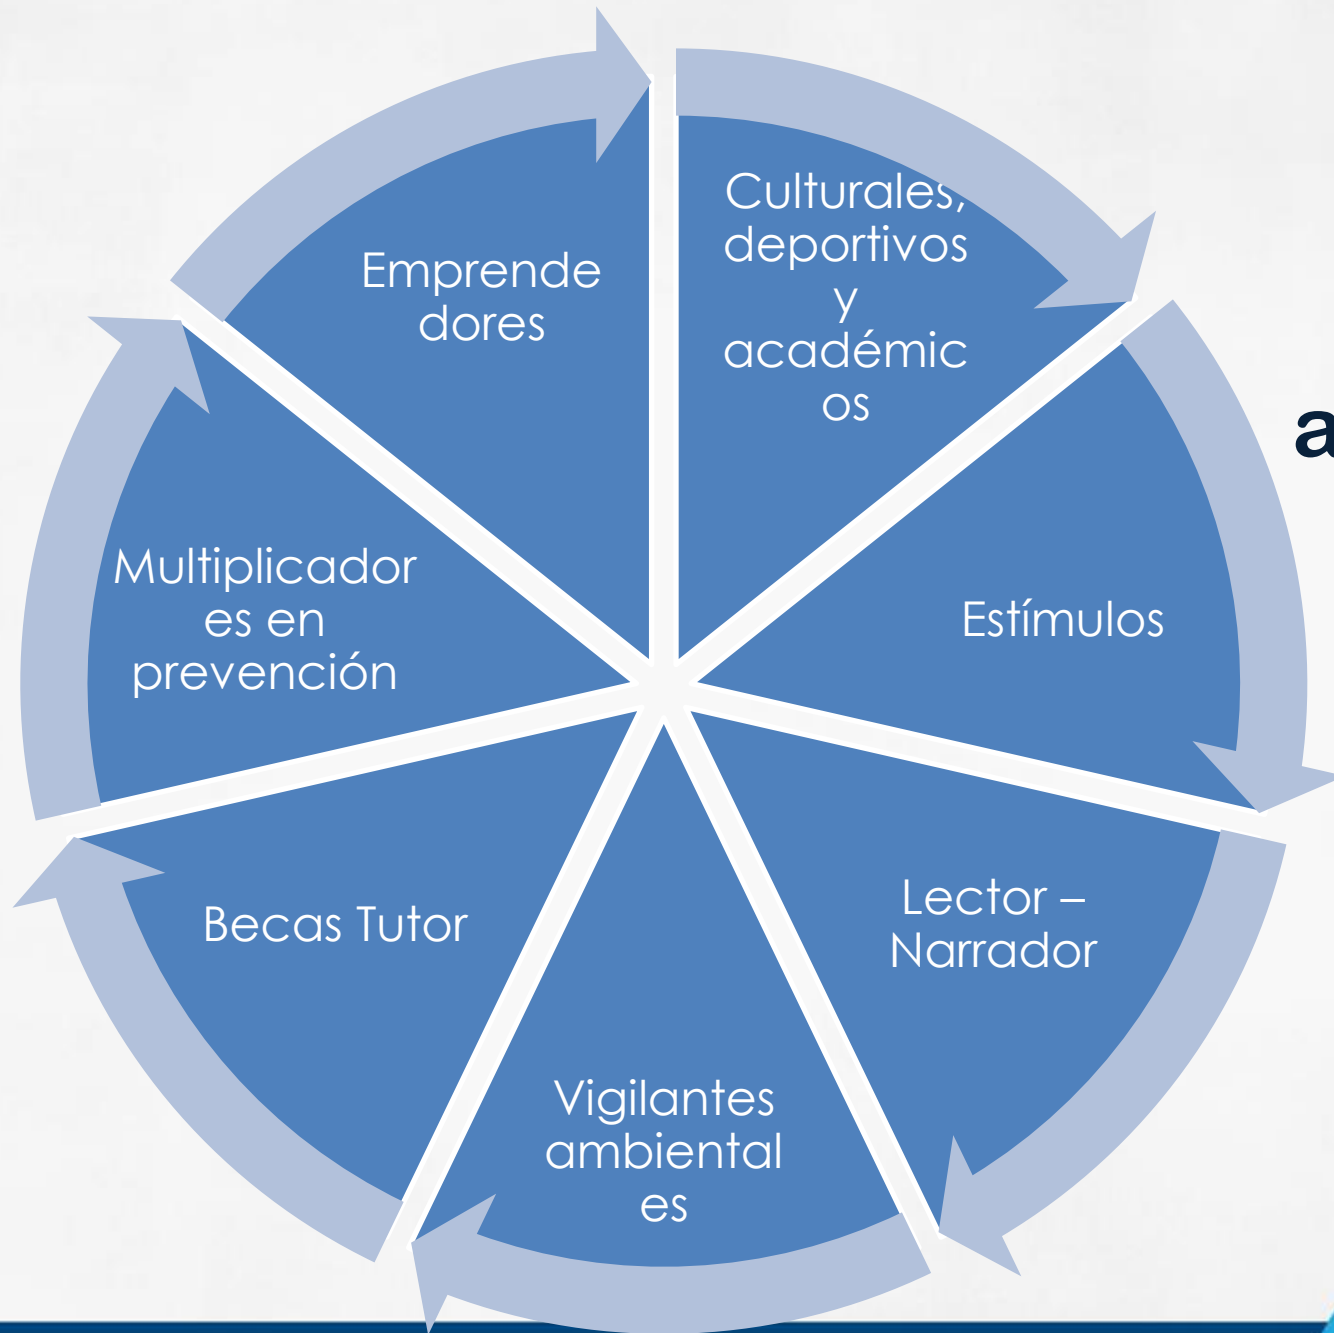 Culturales,
deportivos
y
académic
os
Estímulos
Lector –
Narrador
Vigilantes
ambiental
es
Becas Tutor
Multiplicador
es en
prevención
Emprende
dores
a